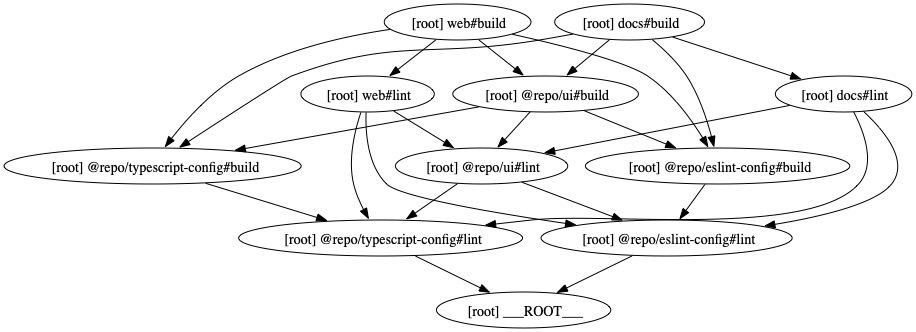 [root] web#build
[root] docs#build
[root] web#lint
[root] @repo/ui#build
[root] docs#lint
[root] @repo/typescript-config#build
[root] @repo/ui#lint
[root] @repo/eslint-config#build
[root] @repo/typescript-config#lint
[root] @repo/eslint-config#lint
[root] ___ROOT___